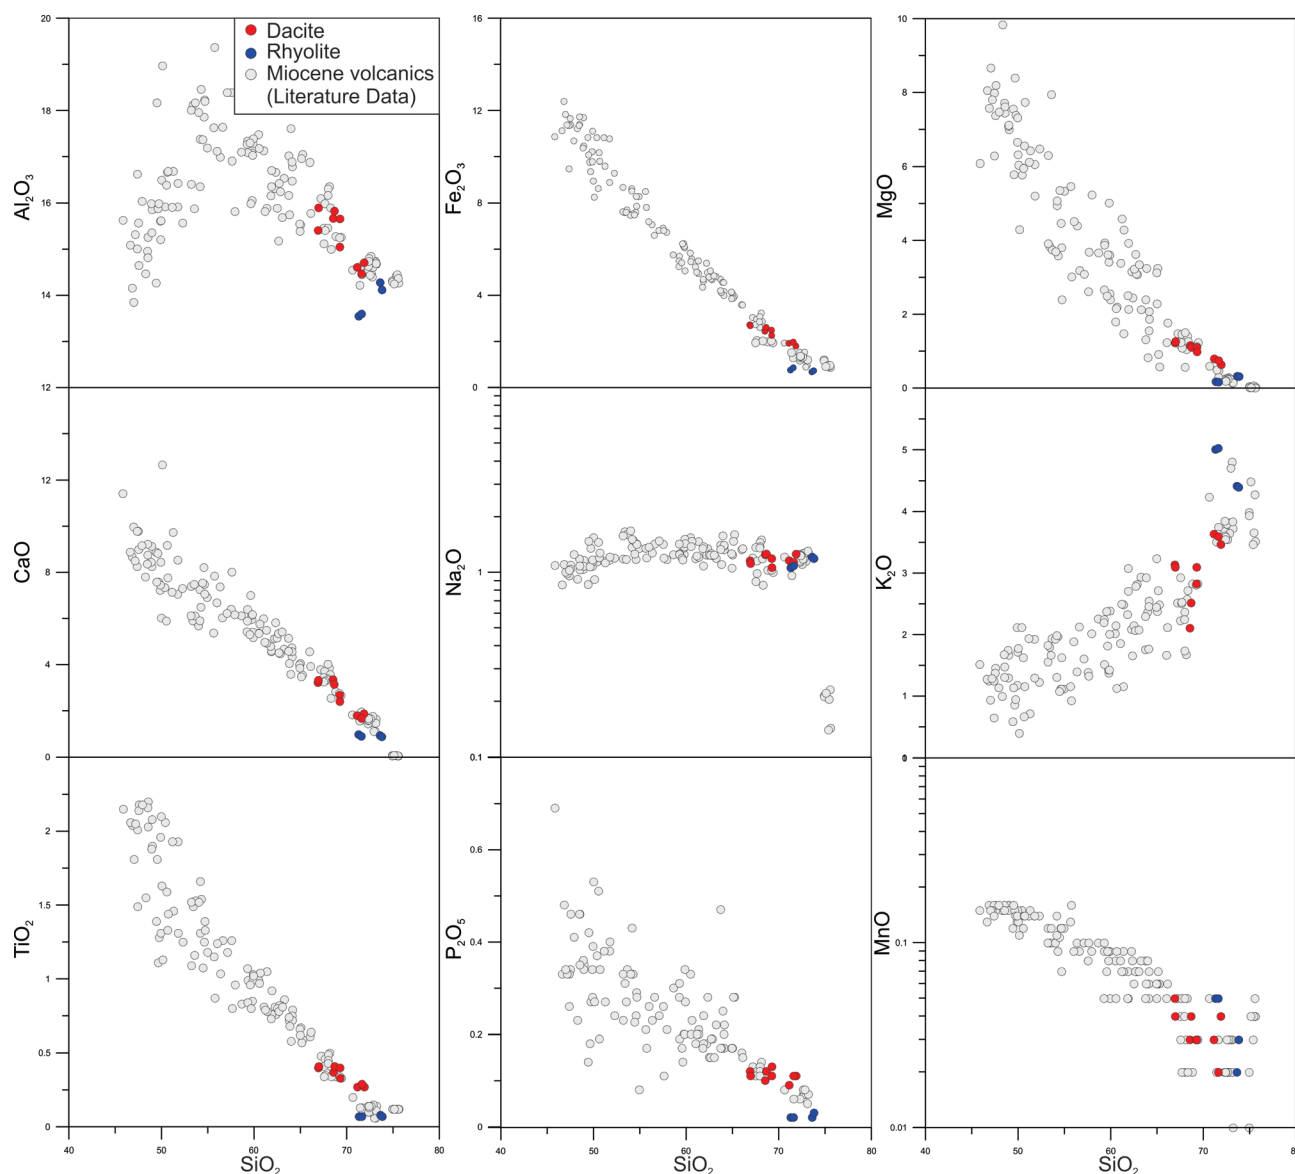 20
18
16
14
12
Al₂O₃
Dacite
Rhyolite
Miocene volcanics
(Literature Data)
16
12
8
4
0
Fe₂O₃
10
8
6
4
2
0
MgO
12
8
4
0
CaO
1
0.1
Na₂O
5
4
3
2
1
0
K₂O
2
1.5
1
0.5
0
TiO₂
0.4
0.2
0
P₂O₅
1
0.1
0.01
MnO
40 50 60 70 80
SiO₂
40 50 60 70 80
SiO₂
40 50 60 70 80
SiO₂